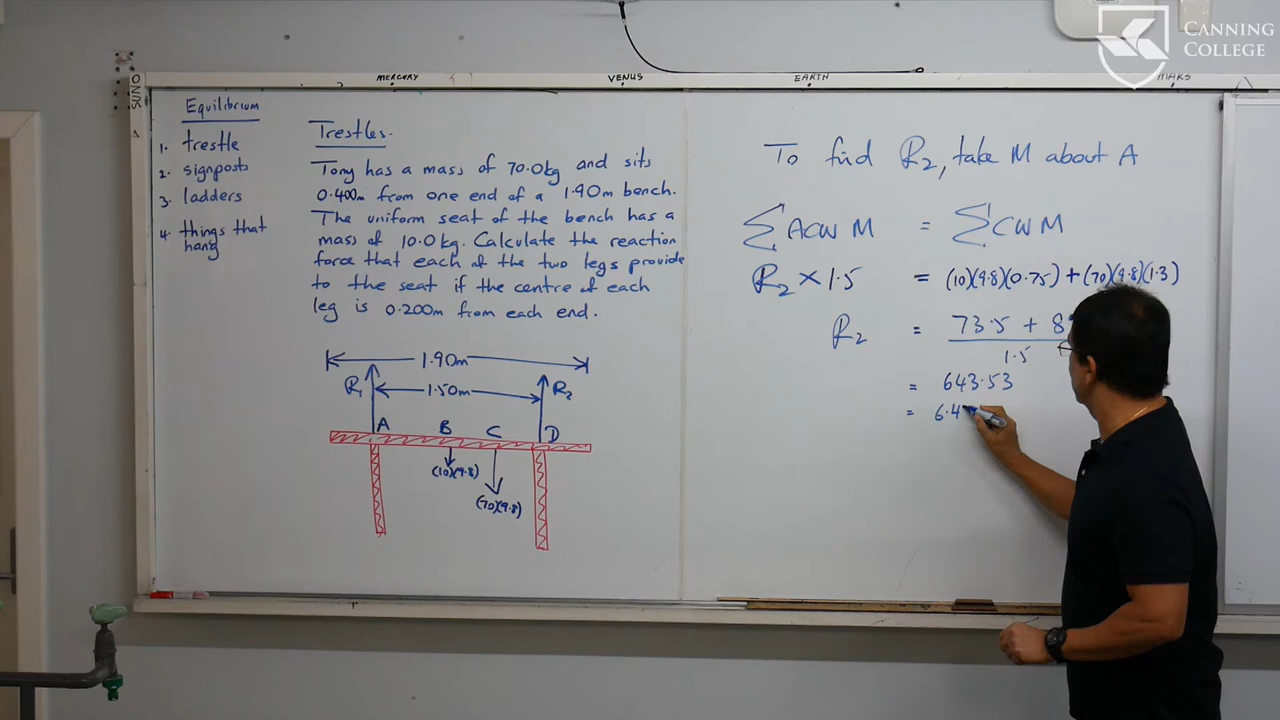 CANNING
COLLEGE
MERCURY
VENUS
EARTH
MARS
Equilibrium
1. trestle
2. signposts
3. ladders
4. things that
hang
Trestles.
Tony has a mass of 70.0kg and sits
0.400m from one end of a 1.90m bench.
The uniform seat of the bench has a
mass of 10.0kg. Calculate the reaction
force that each of the two legs provide
to the seat if the centre of each
leg is 0.200m from each end.
1.90m
R₁ 1.50m R₂
A B C D
(10)(9.8)
(70)(9.8)
To find R₂, take M about A
∑ ACW M = ∑ CW M
R₂ × 1.5 = (10)(9.8)(0.75) + (70)(9.8)(1.3)
R₂ = 73.5 + 8
1.5
= 643.53
= 6.4